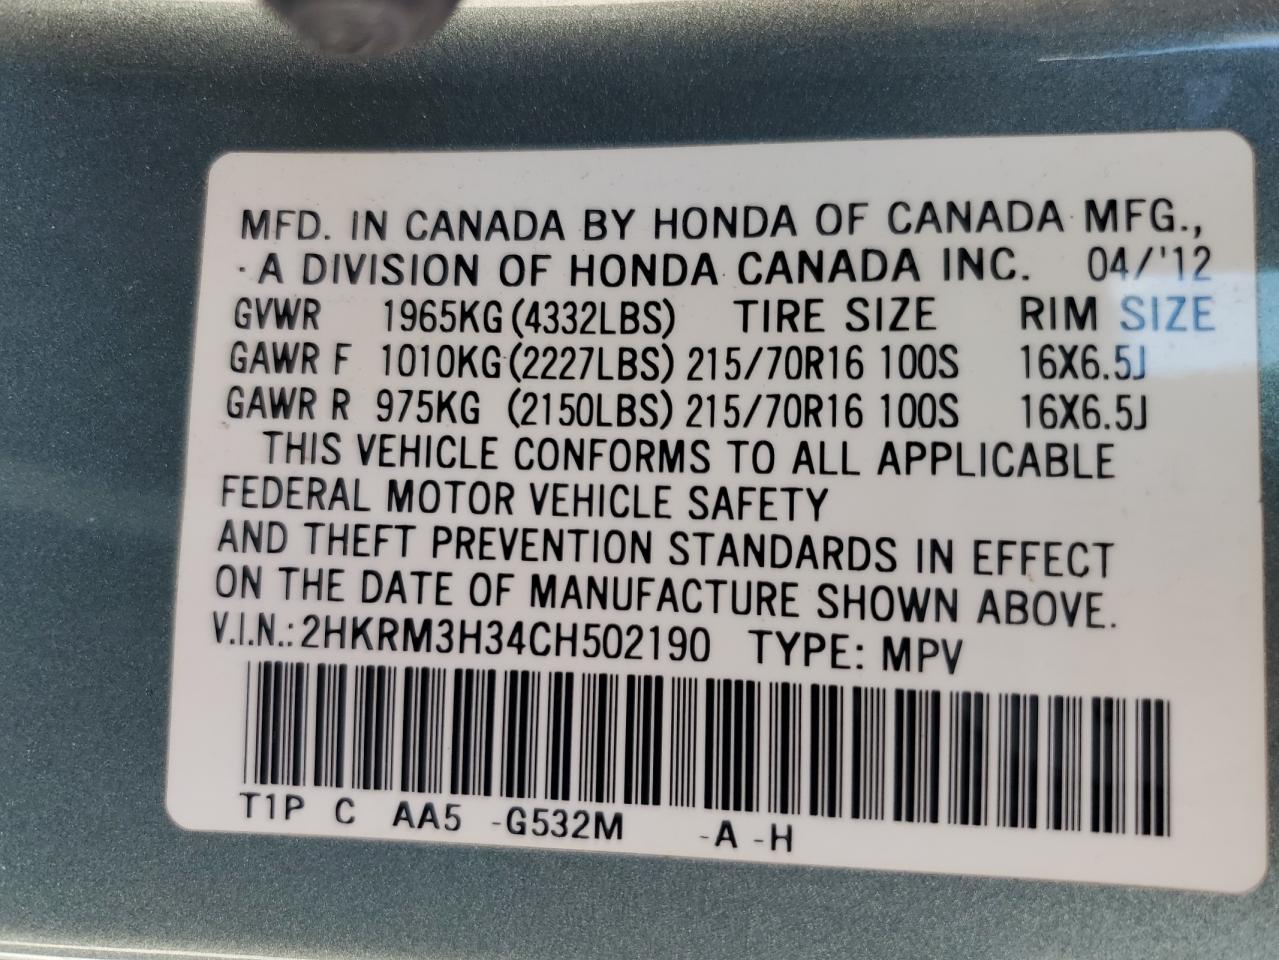 MFD. IN CANADA BY HONDA OF CANADA MFG.,
A DIVISION OF HONDA CANADA INC. 04/'12
GVWR 1965KG (4332LBS) TIRE SIZE RIM SIZE
GAWR F 1010KG (2227LBS) 215/70R16 100S 16X6.5J
GAWR R 975KG (2150LBS) 215/70R16 100S 16X6.5J
THIS VEHICLE CONFORMS TO ALL APPLICABLE
FEDERAL MOTOR VEHICLE SAFETY
AND THEFT PREVENTION STANDARDS IN EFFECT
ON THE DATE OF MANUFACTURE SHOWN ABOVE.
V.I.N.: 2HKRM3H34CH502190 TYPE: MPV
T1P C AA5 -G532M -A -H